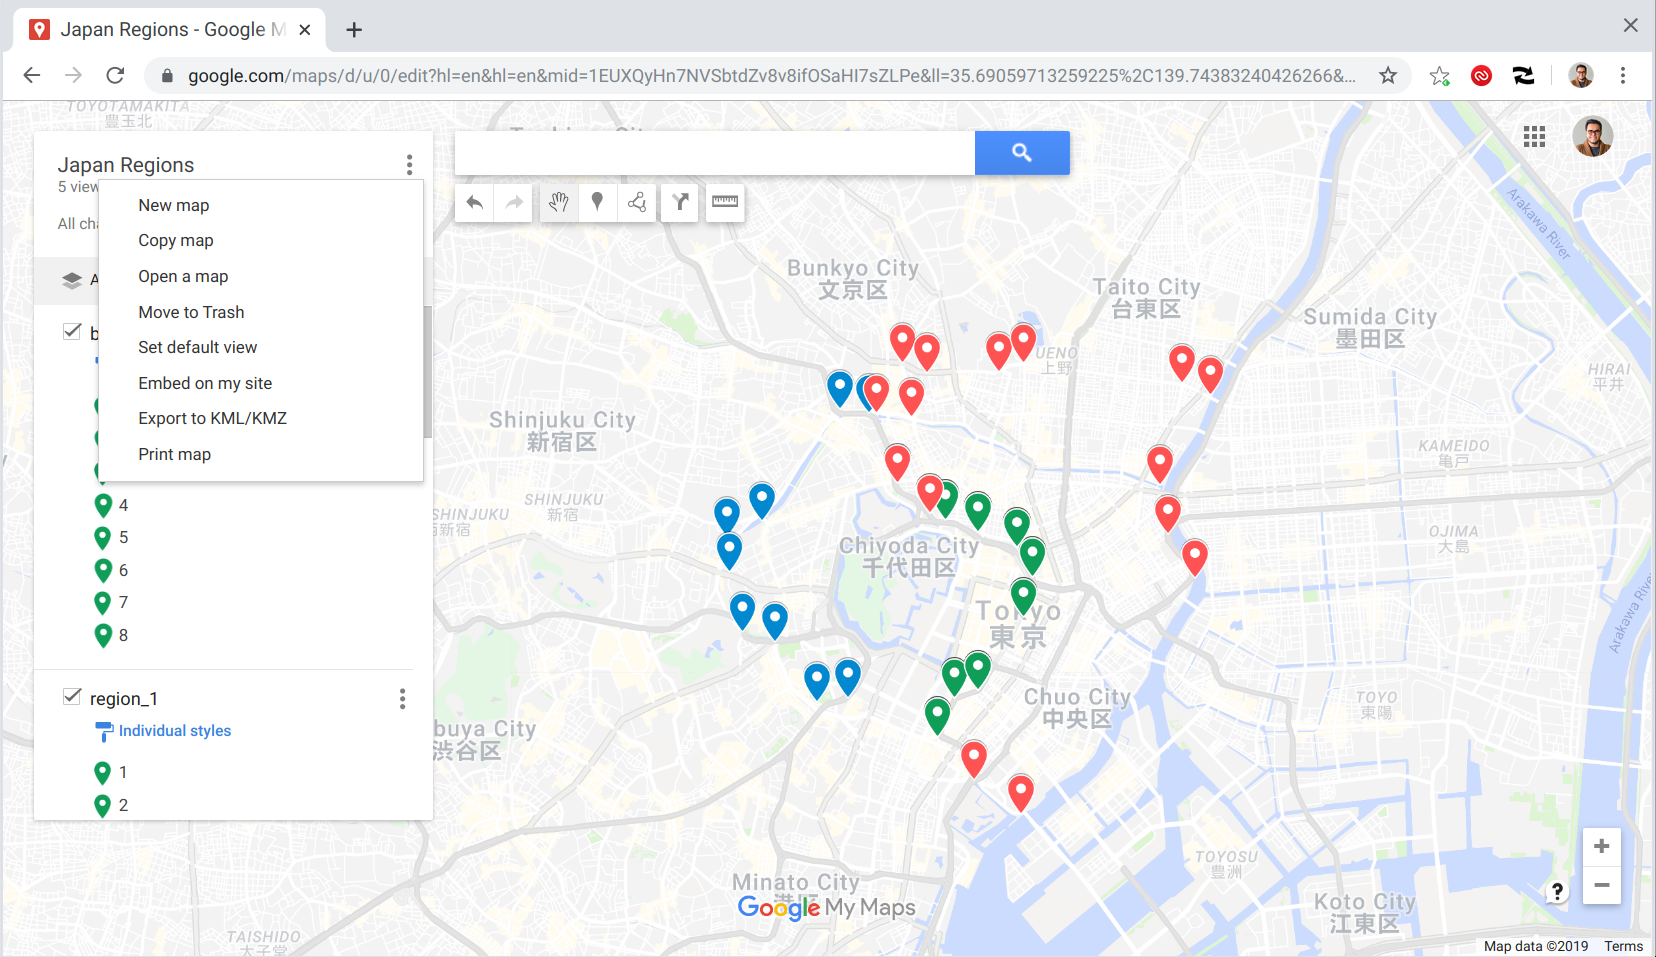 Japan Regions - Google M
google.com/maps/d/u/0/edit?hl=en&hl=en&mid=1EUXQyHn7NVSbtdZv8v8ifOSaHI7sZLPe&ll=35.69059713259225%2C139.74383240426266&...
TOYOTAMAKITA
豊玉北
Japan Regions
5 view
All cha
A
b
New map
Copy map
Open a map
Move to Trash
Set default view
Embed on my site
Export to KML/KMZ
Print map
4
5
6
7
8
region_1
Individual styles
1
2
Bunkyo City
文京区
Taito City
台東区
Sumida City
墨田区
Arakawa River
UENO
上野
HIRAI
平井
Shinjuku City
新宿区
KAMEIDO
亀戸
SHINJUKU
新宿
SHINJUKU
西新宿
OJIMA
大島
Chiyoda City
千代田区
Tokyo
東京
Arakawa River
Chuo City
中央区
TOYO
東陽
buya City
渋谷区
TOYOSU
豊洲
Minato City
Google My Maps
Koto City
江東区
TAISHIDO
太子堂
?
Map data ©2019 Terms